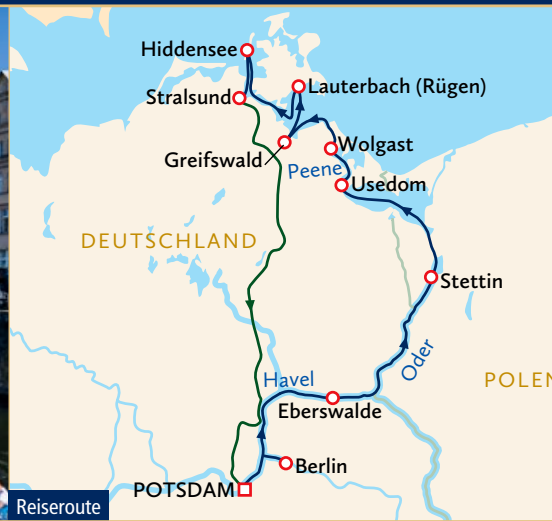 Hiddensee
Lauterbach (Rügen)
Stralsund
Wolgast
Greifswald
Peene
Usedom
DEUTSCHLAND
Stettin
Oder
Havel
POLEN
Eberswalde
Berlin
POTSDAM
Reiseroute